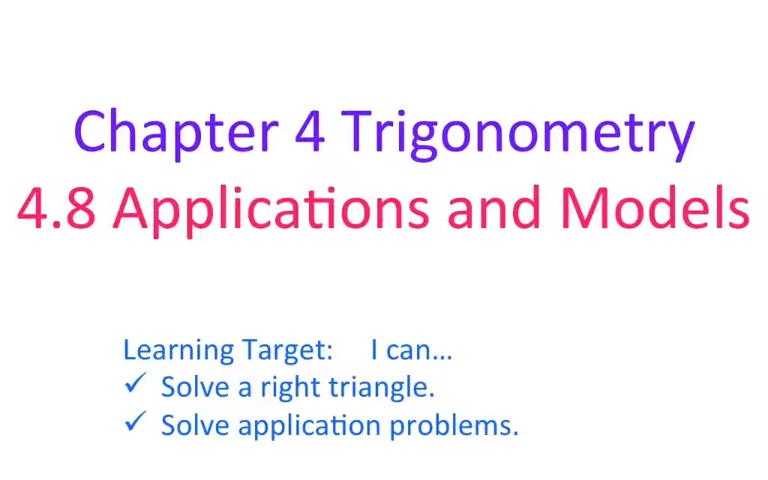 Chapter 4 Trigonometry
4.8 Applications and Models
Learning Target: I can...
✓ Solve a right triangle.
✓ Solve application problems.